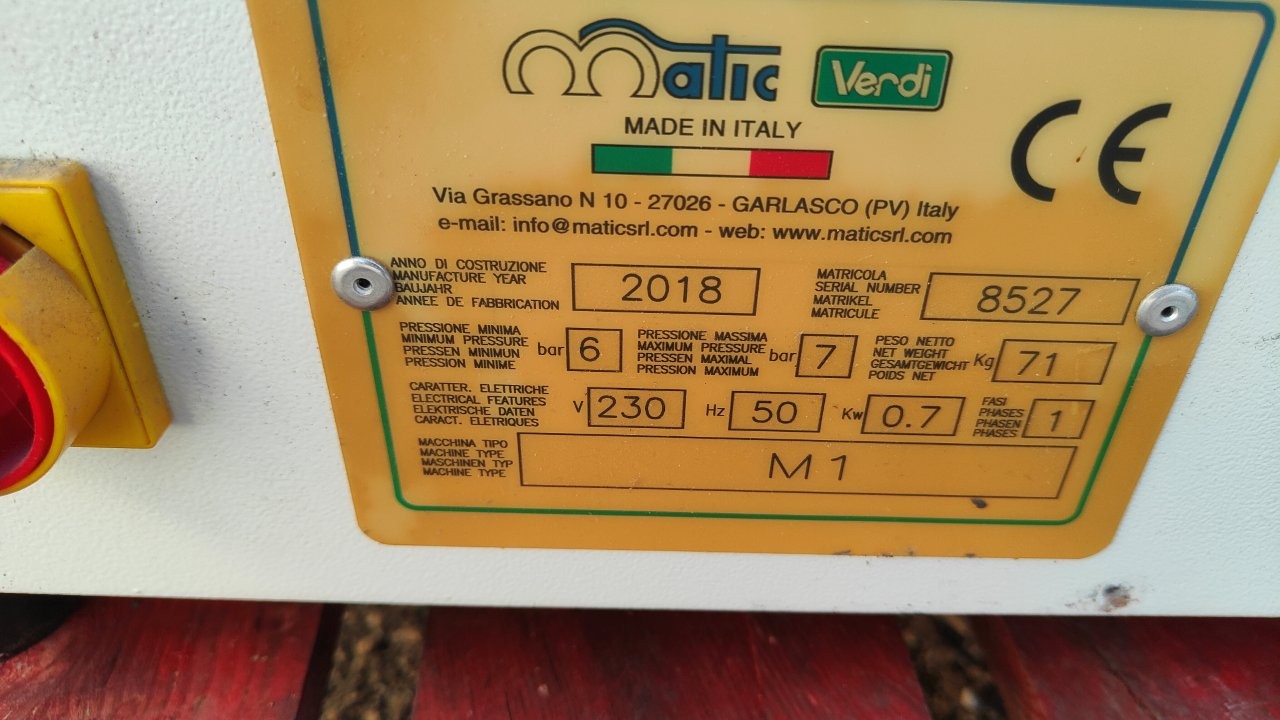 matic Verdi
MADE IN ITALY
CE
Via Grassano N 10 - 27026 - GARLASCO (PV) Italy
e-mail: info@maticsrl.com - web: www.maticsrl.com
ANNO DI COSTRUZIONE
MANUFACTURE YEAR
BAUJAHR
ANNEE DE FABBRICATION
2018
MATRICOLA
SERIAL NUMBER
MATRIKEL
MATRICULE
8527
PRESSIONE MINIMA
MINIMUM PRESSURE
PRESSEN MINIMUN
PRESSION MINIME
bar 6
PRESSIONE MASSIMA
MAXIMUM PRESSURE
PRESSEN MAXIMAL
PRESSION MAXIMUM
bar 7
PESO NETTO
NET WEIGHT
GESAMTGEWICHT
POIDS NET
Kg 71
CARATTER. ELETTRICHE
ELECTRICAL FEATURES
ELEKTRISCHE DATEN
CARACT. ELETRIQUES
V 230
Hz 50
Kw 0.7
FASI
PHASES
PHASEN
PHASES
1
MACCHINA TIPO
MACHINE TYPE
MASCHINEN TYP
MACHINE TYPE
M1